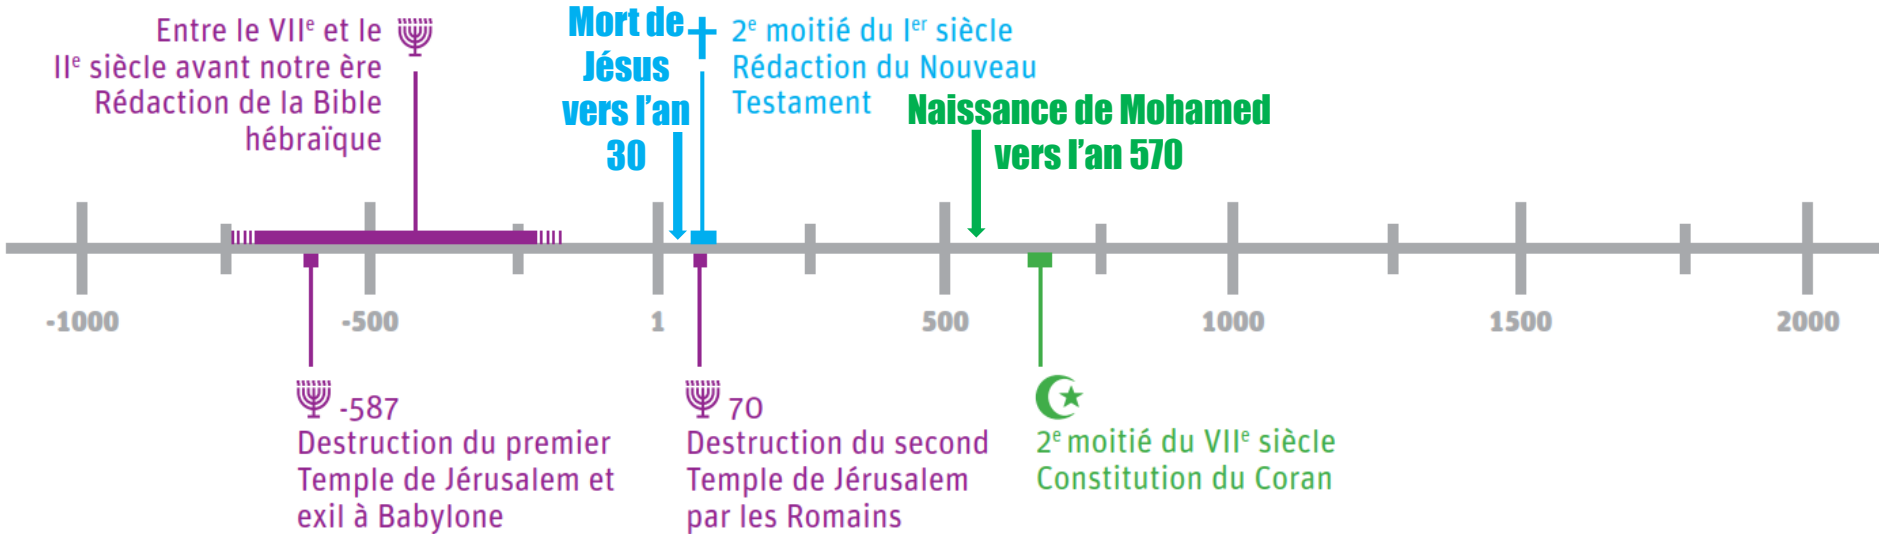 Entre le VIIe et le
IIe siècle avant notre ère
Rédaction de la Bible
hébraïque
Mort de
Jésus
vers l'an
30
2e moitié du Ier siècle
Rédaction du Nouveau
Testament
Naissance de Mohamed
vers l'an 570
-1000
-500
1
500
1000
1500
2000
-587
Destruction du premier
Temple de Jérusalem et
exil à Babylone
70
Destruction du second
Temple de Jérusalem
par les Romains
2e moitié du VIIe siècle
Constitution du Coran